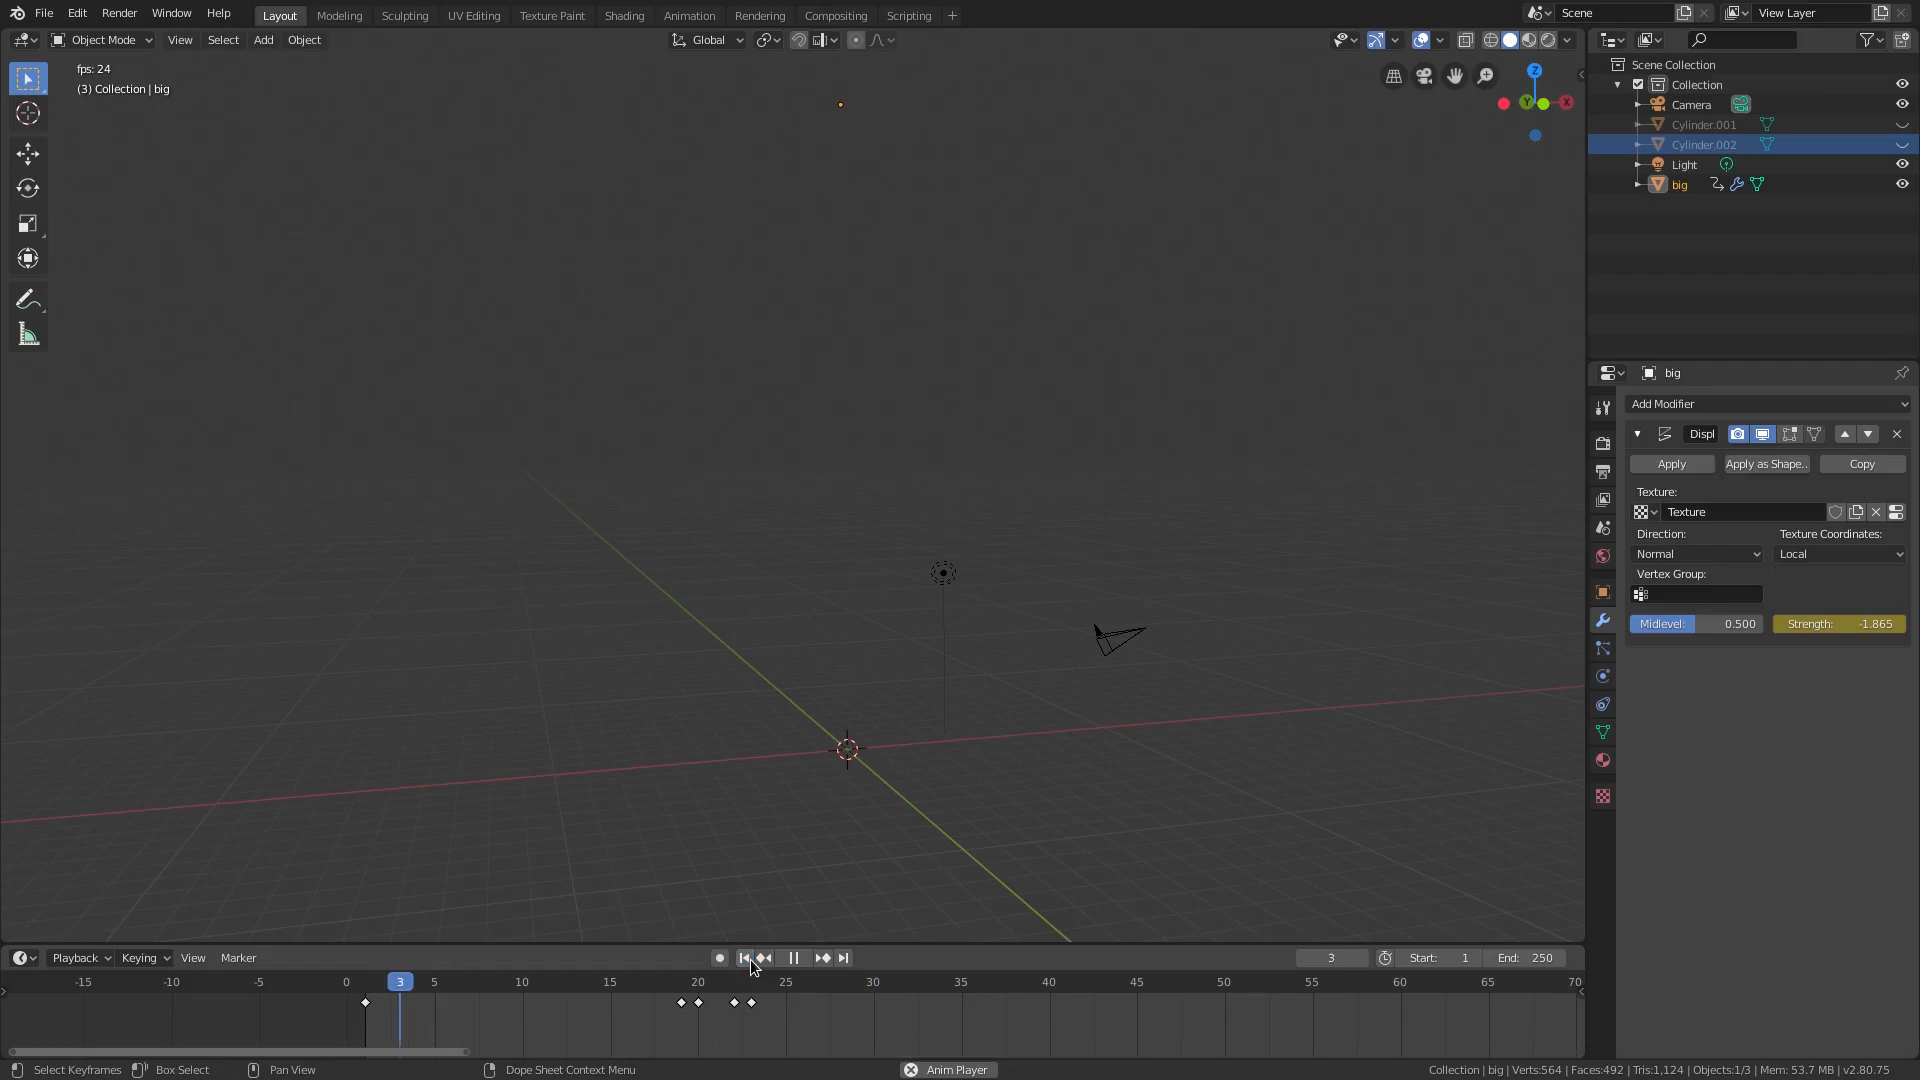 File Edit Render Window Help Layout Modeling Sculpting UV Editing Texture Paint Shading Animation Rendering Compositing Scripting + Scene View Layer
Object Mode View Select Add Object Global
fps: 24
(3) Collection | big
Z
Y
X
Scene Collection
Collection
Camera
Cylinder.001
Cylinder.002
Light
big
big
Add Modifier
Displ
Apply Apply as Shape.. Copy
Texture:
Texture
Direction: Texture Coordinates:
Normal Local
Vertex Group:
Midlevel: 0.500 Strength: -1.865
Playback Keying View Marker 3 Start: 1 End: 250
-15 -10 -5 0 3 5 10 15 20 25 30 35 40 45 50 55 60 65 70
Select Keyframes Box Select Pan View Dope Sheet Context Menu Anim Player Collection | big | Verts:564 | Faces:492 | Tris:1,124 | Objects:1/3 | Mem: 53.7 MB | v2.80.75